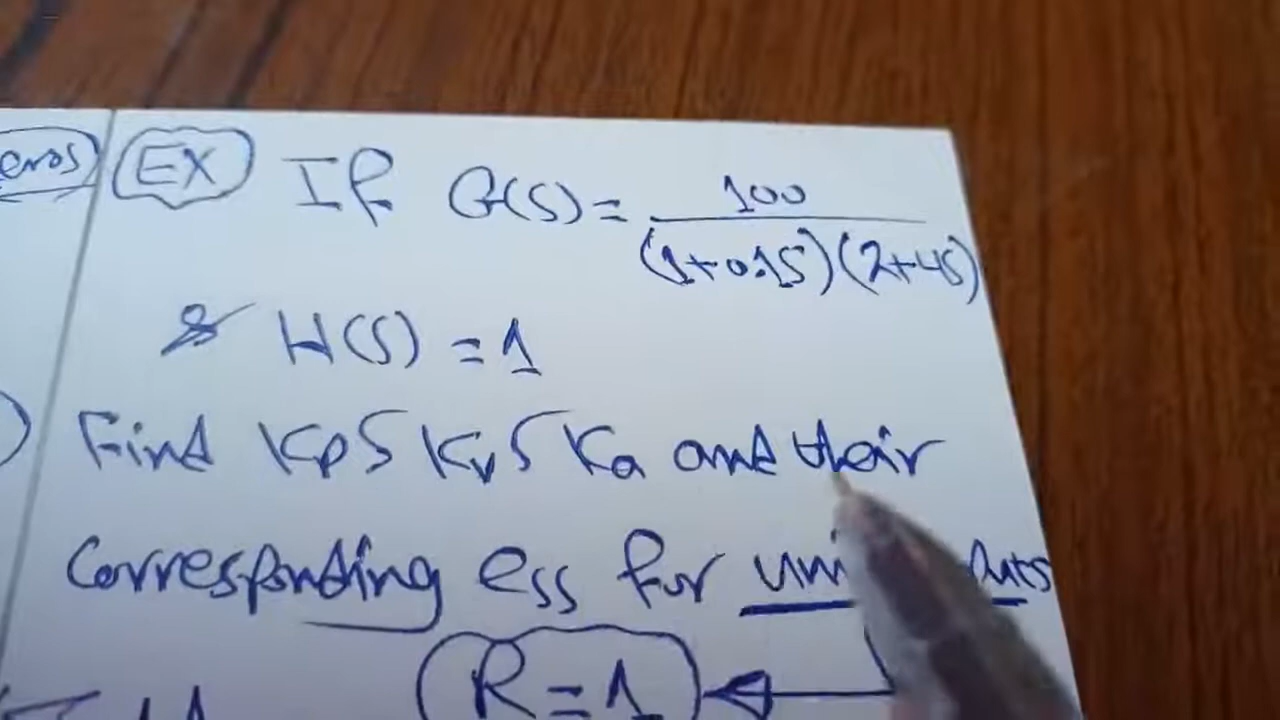 eros
EX If G(S) = 100
(1+0.1S)(2+4S)
& H(S) = 1
Find Kp, Kv, Ka and their
Corresponding ess for
R = 1